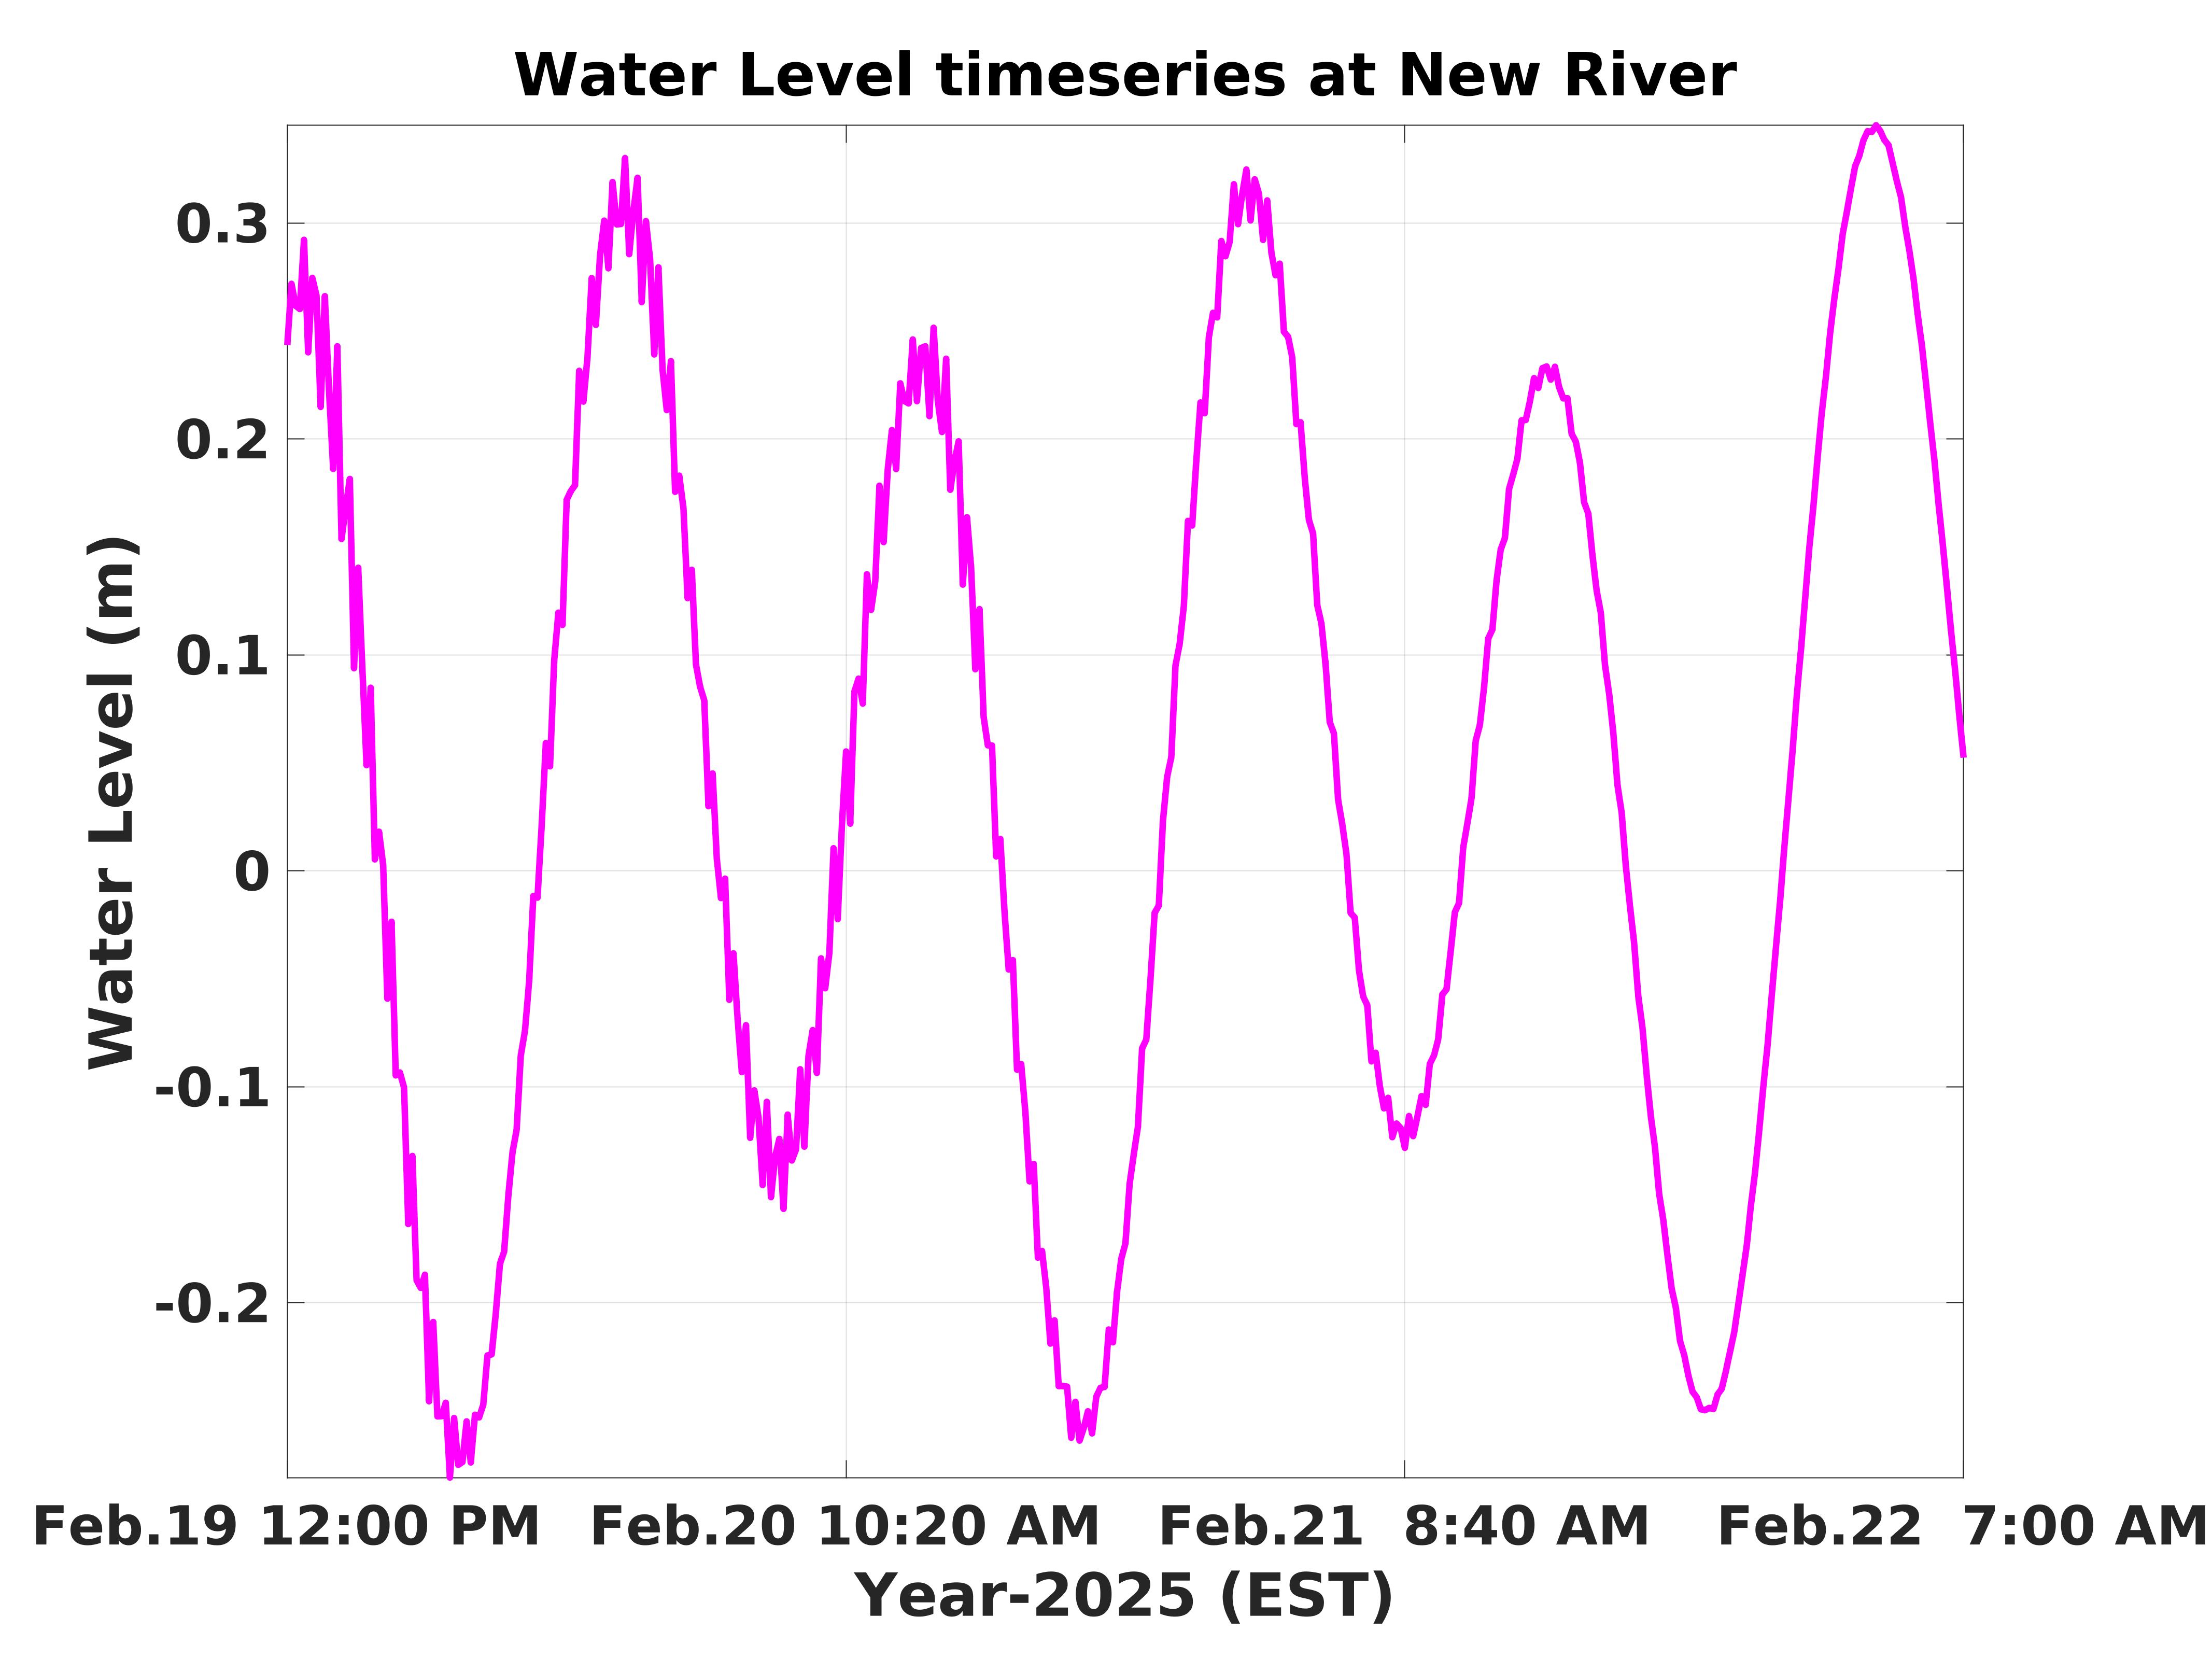 Water Level timeseries at New River
Water Level (m)
0.3
0.2
0.1
0
-0.1
-0.2
Feb.19 12:00 PM Feb.20 10:20 AM Feb.21 8:40 AM Feb.22 7:00 AM
Year-2025 (EST)